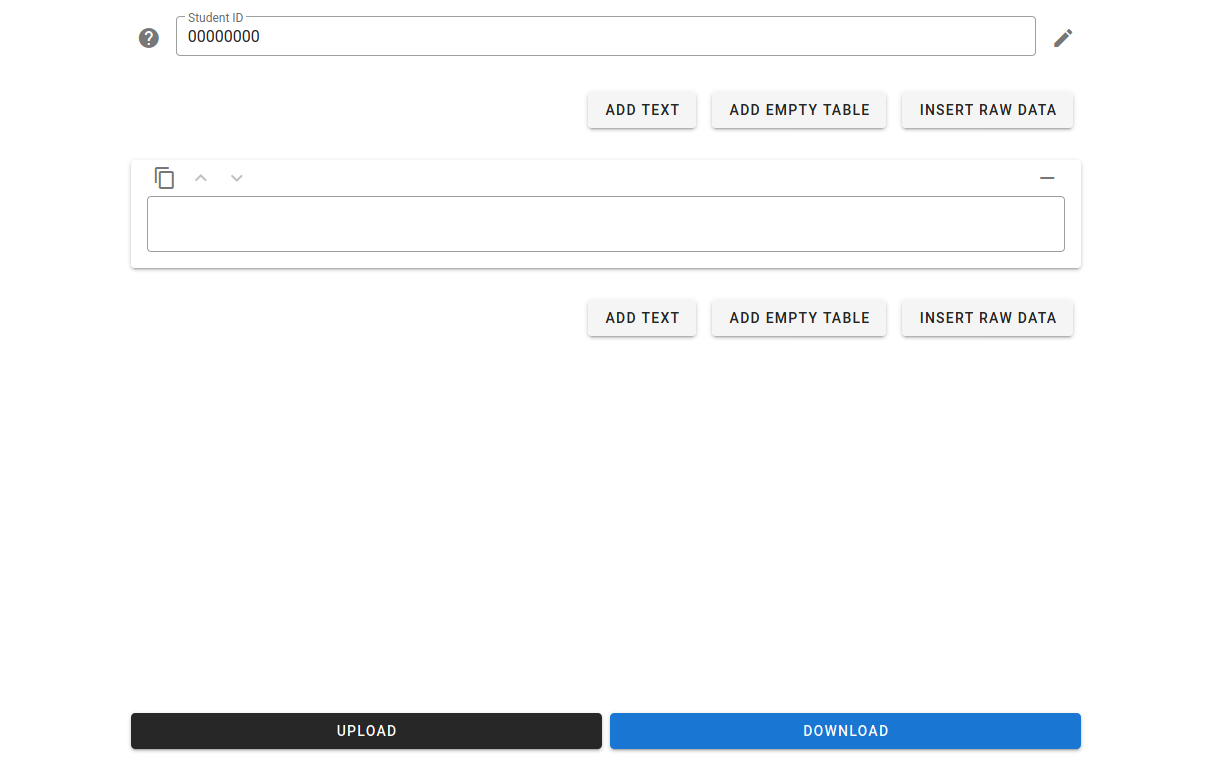 Student ID
00000000
ADD TEXT ADD EMPTY TABLE INSERT RAW DATA
ADD TEXT ADD EMPTY TABLE INSERT RAW DATA
UPLOAD DOWNLOAD